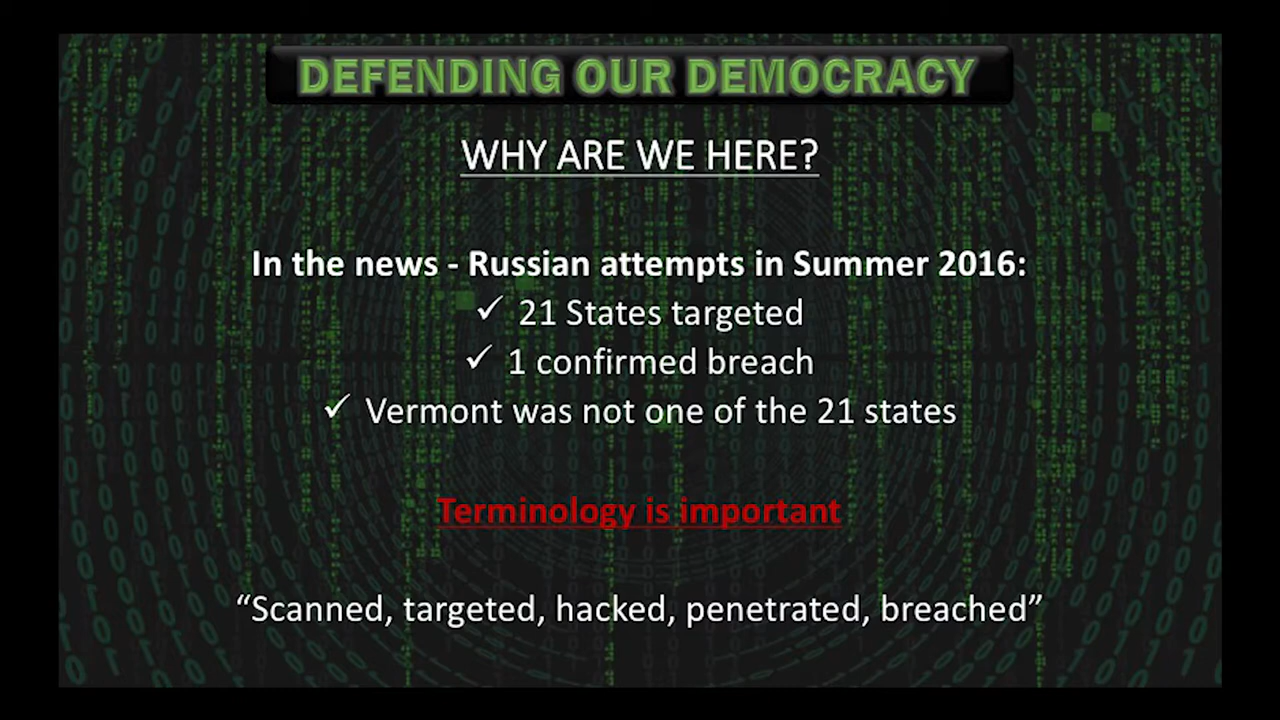 DEFENDING OUR DEMOCRACY
WHY ARE WE HERE?
In the news - Russian attempts in Summer 2016:
✓ 21 States targeted
✓ 1 confirmed breach
✓ Vermont was not one of the 21 states
Terminology is important
“Scanned, targeted, hacked, penetrated, breached”